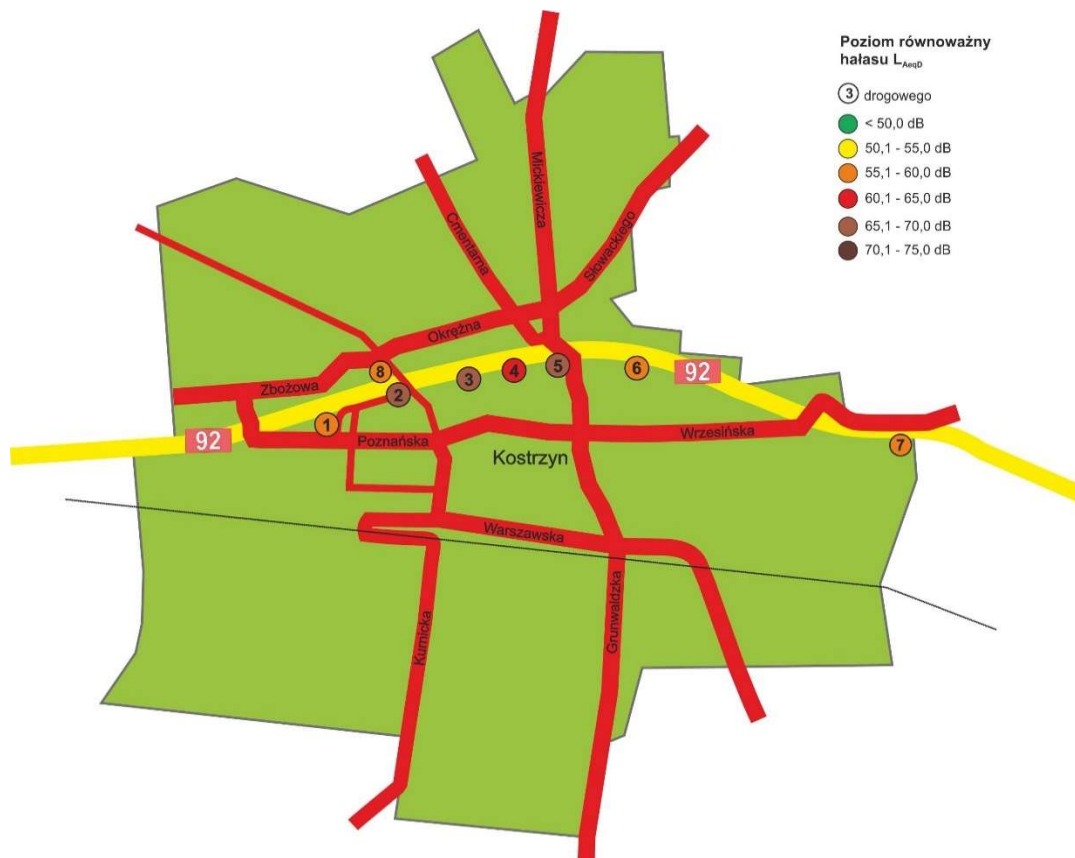 Poziom równoważny
hałasu LAeqD
3 drogowego
< 50,0 dB
50,1 - 55,0 dB
55,1 - 60,0 dB
60,1 - 65,0 dB
65,1 - 70,0 dB
70,1 - 75,0 dB
Mickiewicza
Cmentarna
Słowackiego
Okrężna
Zbożowa
8
2
3
4
5
6
92
1
92
Poznańska
Wrzesińska
7
Kostrzyn
Warszawska
Kurnicka
Grunwaldzka